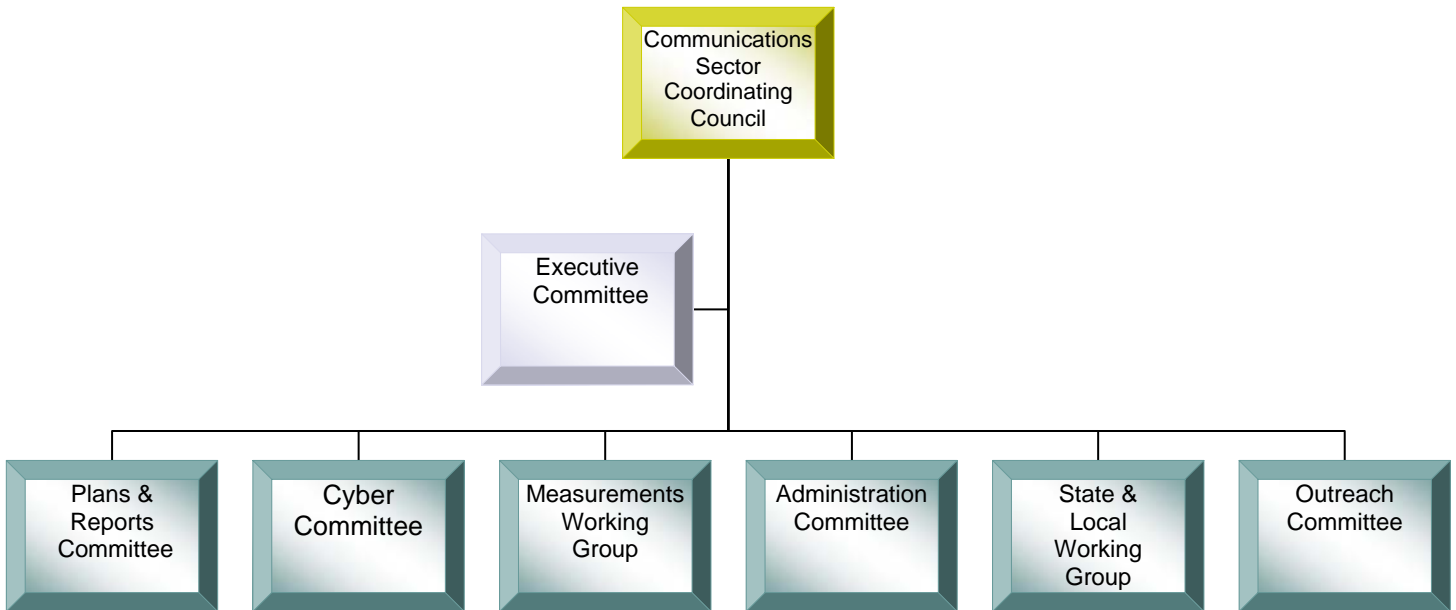 Communications
Sector
Coordinating
Council
Executive
Committee
Plans &
Reports
Committee
Cyber
Committee
Measurements
Working
Group
Administration
Committee
State &
Local
Working
Group
Outreach
Committee